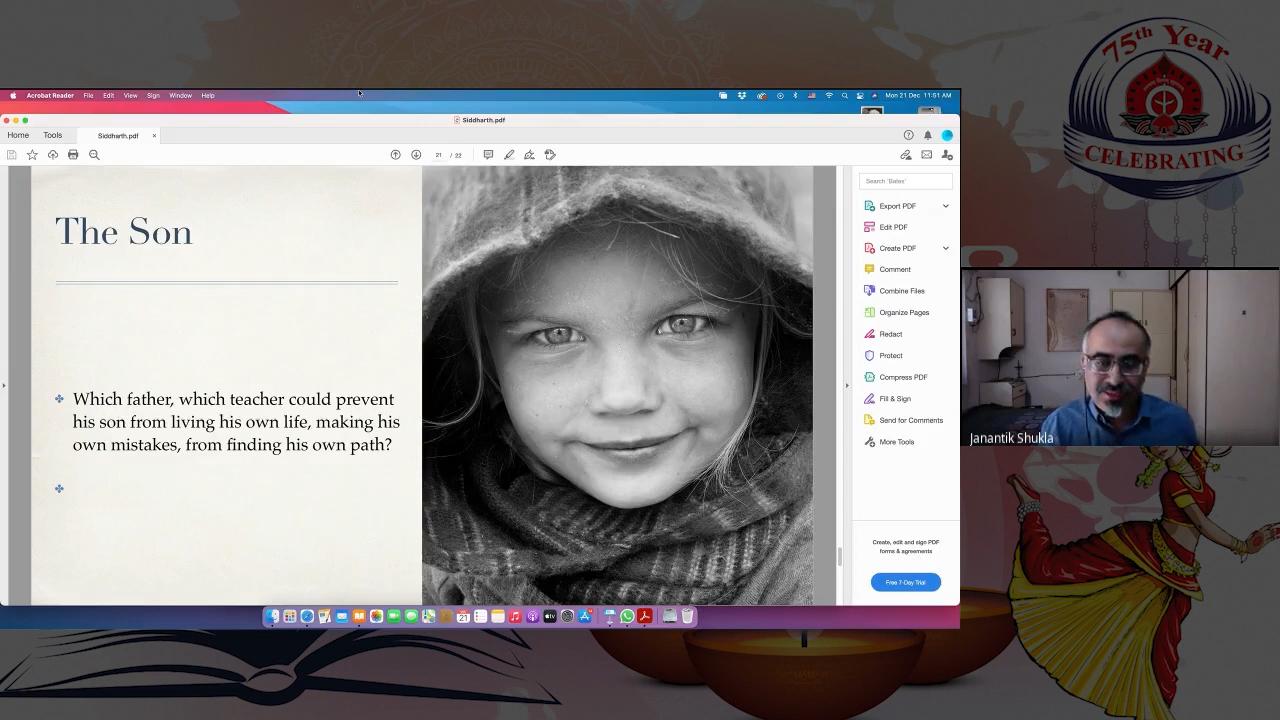 75th Year
CELEBRATING
Acrobat Reader File Edit View Sign Window Help
Mon 21 Dec 11:51 AM
Siddharth.pdf
Home Tools Siddharth.pdf ×
21 / 22
The Son
Which father, which teacher could prevent
his son from living his own life, making his
own mistakes, from finding his own path?
Search 'Bates'
Export PDF
Edit PDF
Create PDF
Comment
Combine Files
Organize Pages
Redact
Protect
Compress PDF
Fill & Sign
Send for Comments
More Tools
Create, edit and sign PDF
forms & agreements
Free 7-Day Trial
Janantik Shukla